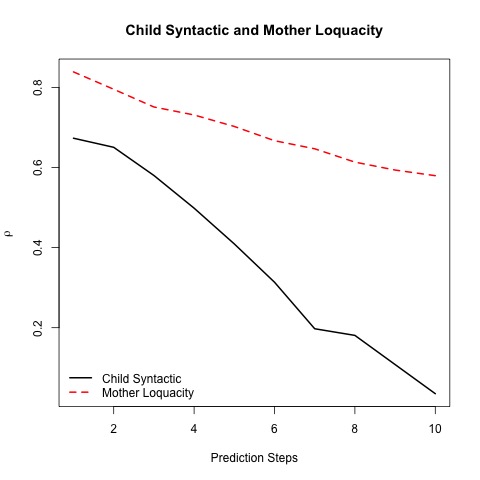 Child Syntactic and Mother Loquacity
0.8
0.6
0.4
0.2
ρ
Child Syntactic
Mother Loquacity
2 4 6 8 10
Prediction Steps